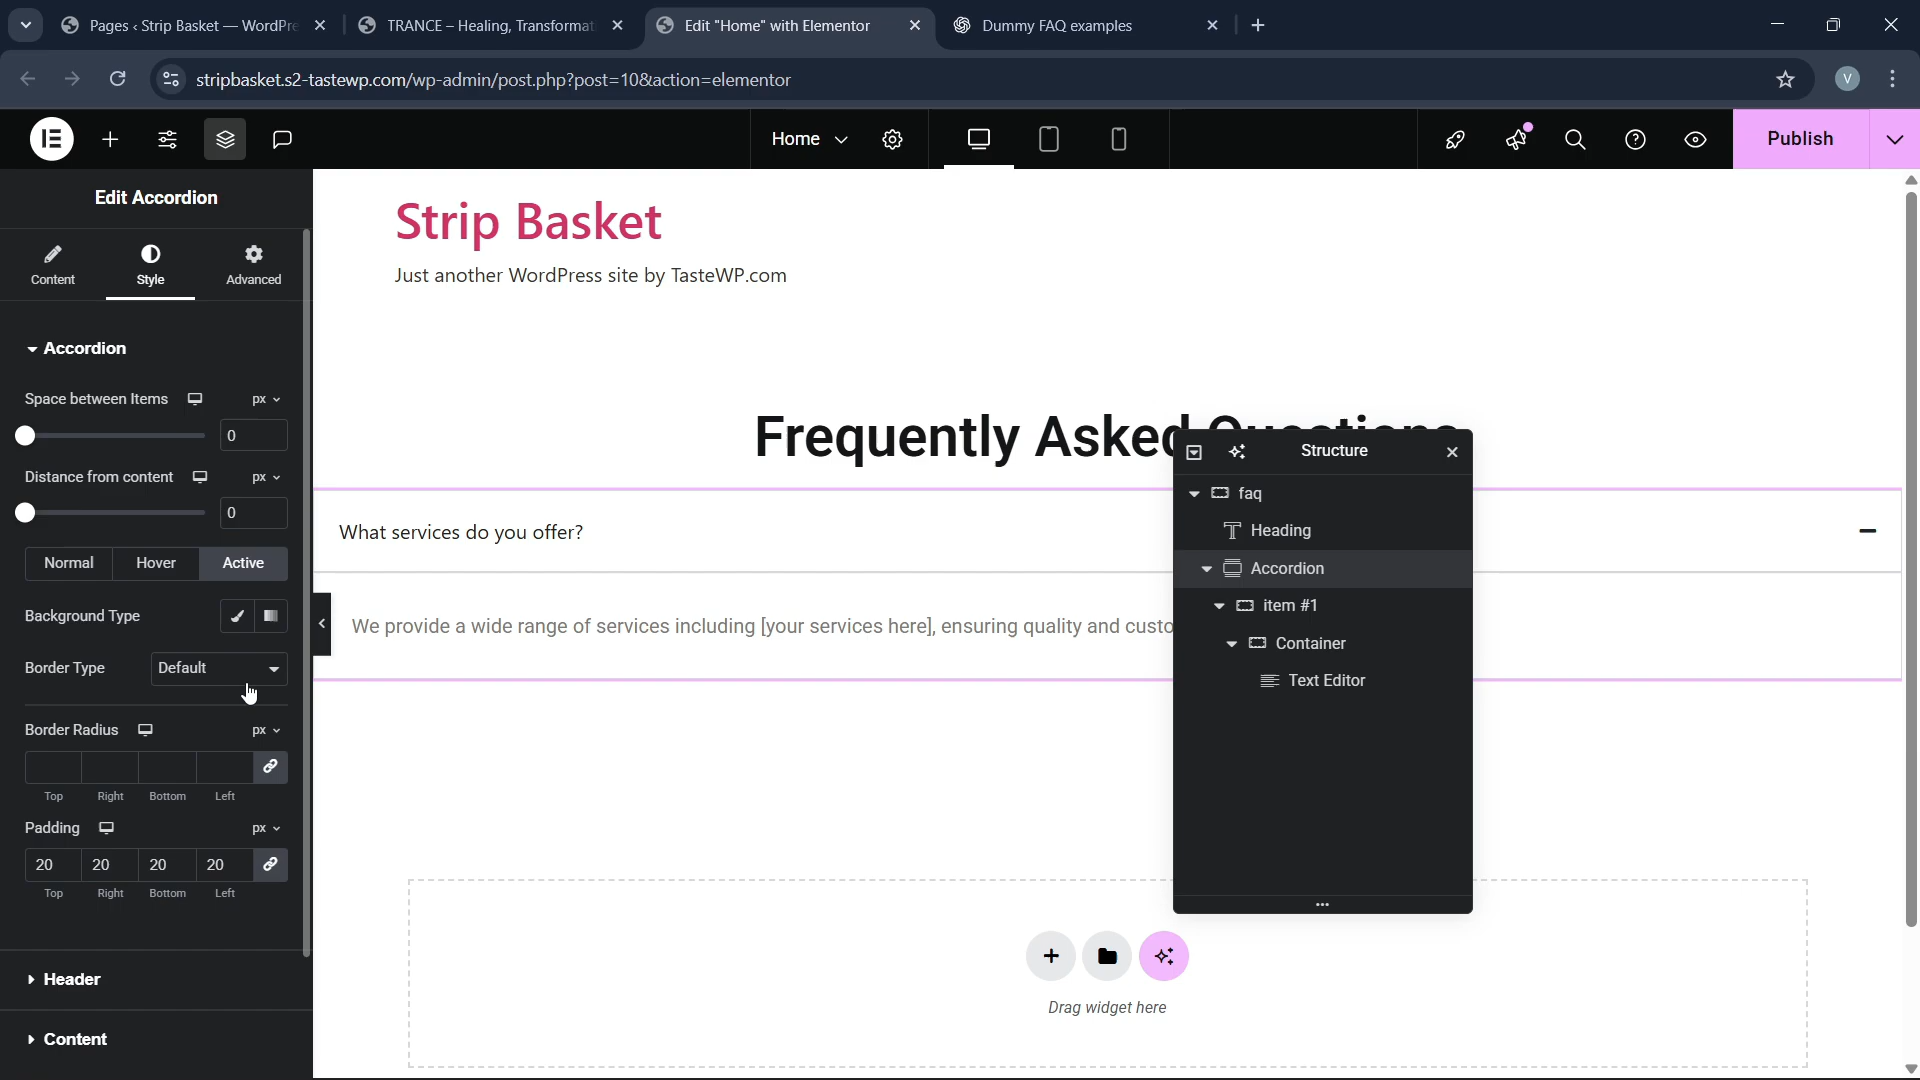 Pages ‹ Strip Basket — WordPre
TRANCE – Healing, Transformat
Edit "Home" with Elementor
Dummy FAQ examples
stripbasket.s2-tastewp.com/wp-admin/post.php?post=10&action=elementor
V
Home
Publish
Edit Accordion
Content
Style
Advanced
Accordion
Space between Items
px
0
Distance from content
px
0
Normal
Hover
Active
Background Type
Border Type
Default
Border Radius
px
Top
Right
Bottom
Left
Padding
px
20
20
20
20
Top
Right
Bottom
Left
Header
Content
Strip Basket
Just another WordPress site by TasteWP.com
Frequently Asked
What services do you offer?
We provide a wide range of services including [your services here], ensuring quality and custo
Structure
faq
Heading
Accordion
item #1
Container
Text Editor
Drag widget here